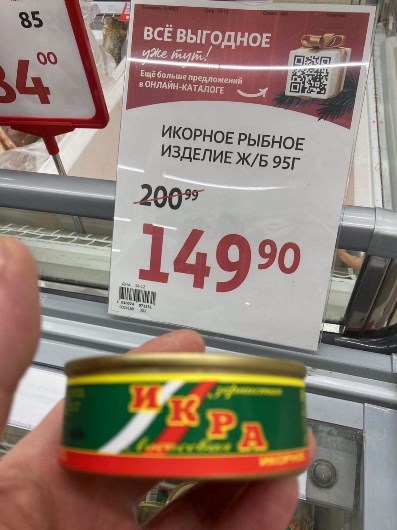 85
84 00
ВСЁ ВЫГОДНОЕ
уже тут!
Ещё больше предложений
в ОНЛАЙН-КАТАЛОГЕ
ИКОРНОЕ РЫБНОЕ
ИЗДЕЛИЕ Ж/Б 95Г
200 99
149 90
ИКРА